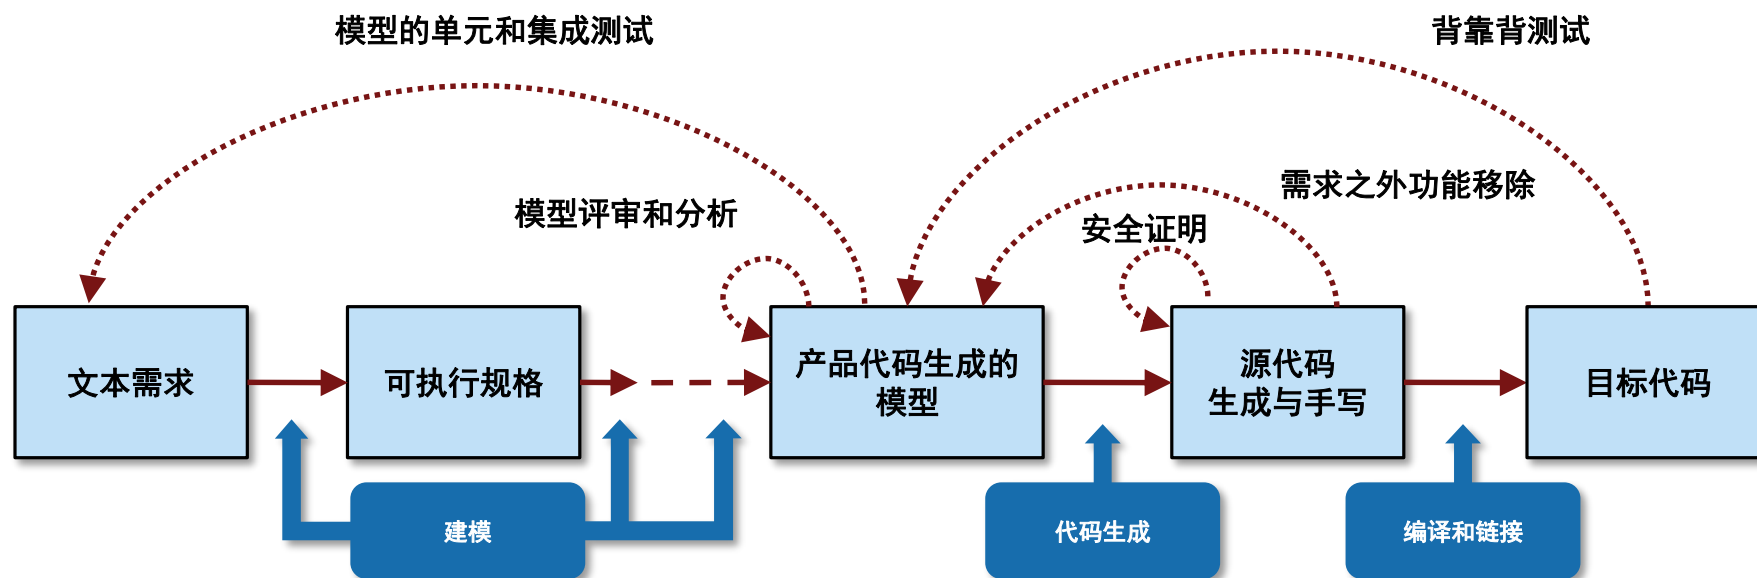 模型的单元和集成测试
背靠背测试
需求之外功能移除
模型评审和分析
安全证明
文本需求
可执行规格
产品代码生成的
模型
源代码
生成与手写
目标代码
建模
代码生成
编译和链接